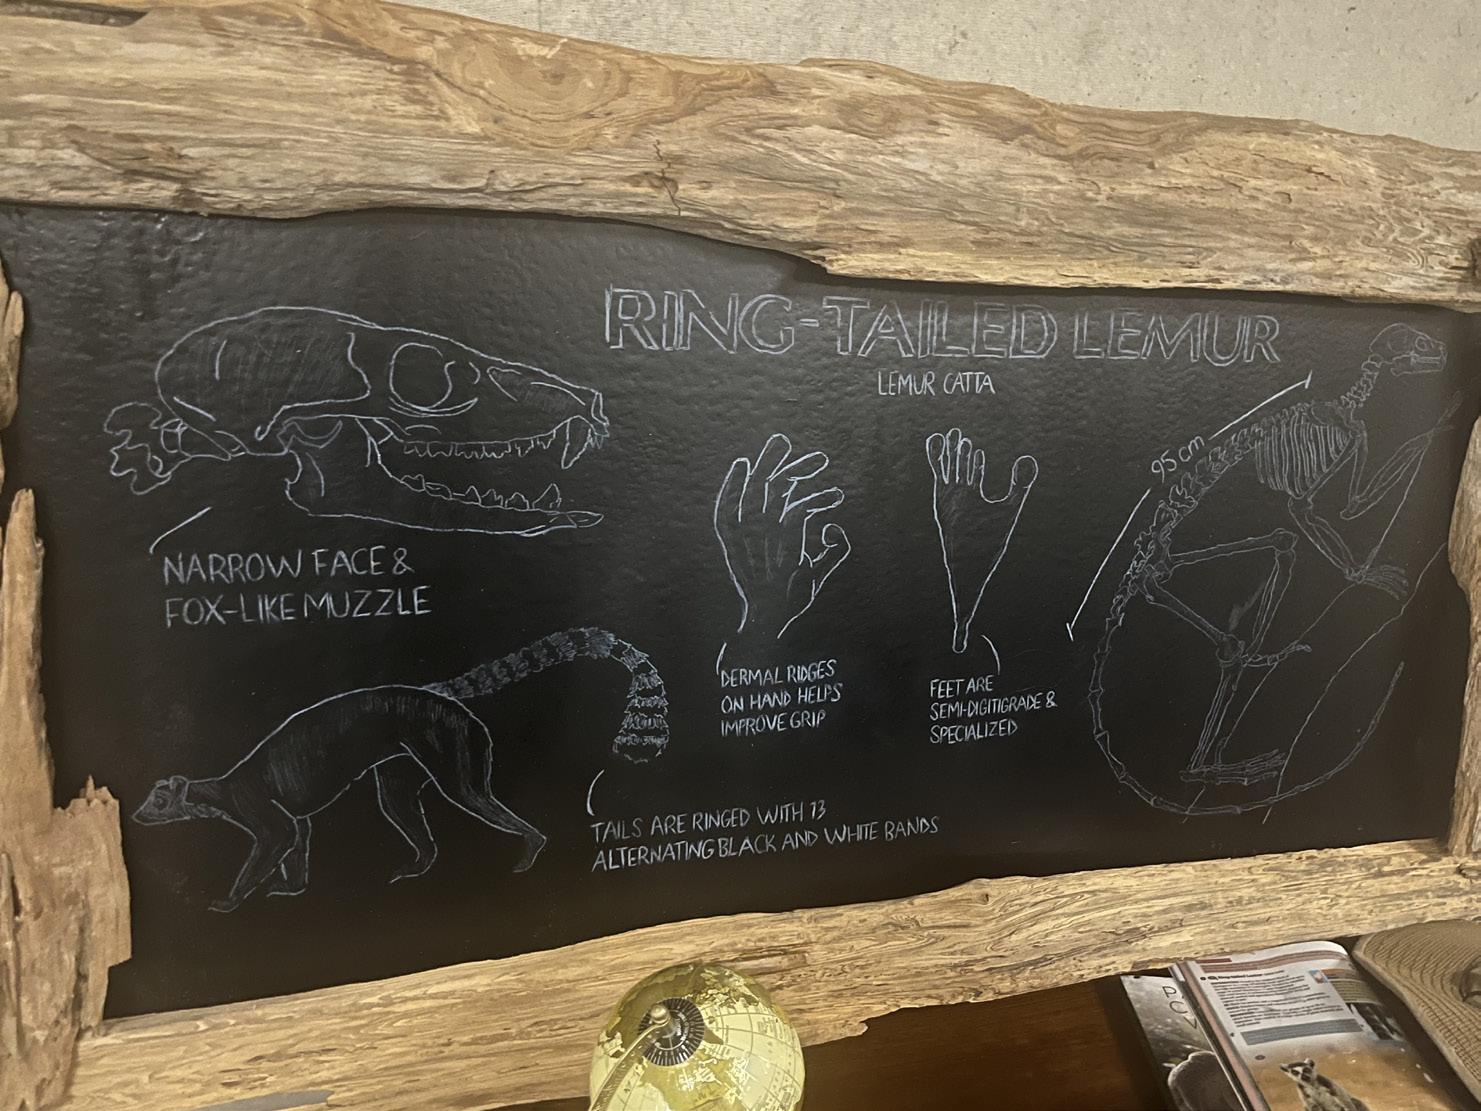 RING-TAILED LEMUR
LEMUR CATTA
95 cm
NARROW FACE &
FOX-LIKE MUZZLE
DERMAL RIDGES
ON HAND HELPS
IMPROVE GRIP
FEET ARE
SEMI-DIGITIGRADE &
SPECIALIZED
TAILS ARE RINGED WITH 13
ALTERNATING BLACK AND WHITE BANDS